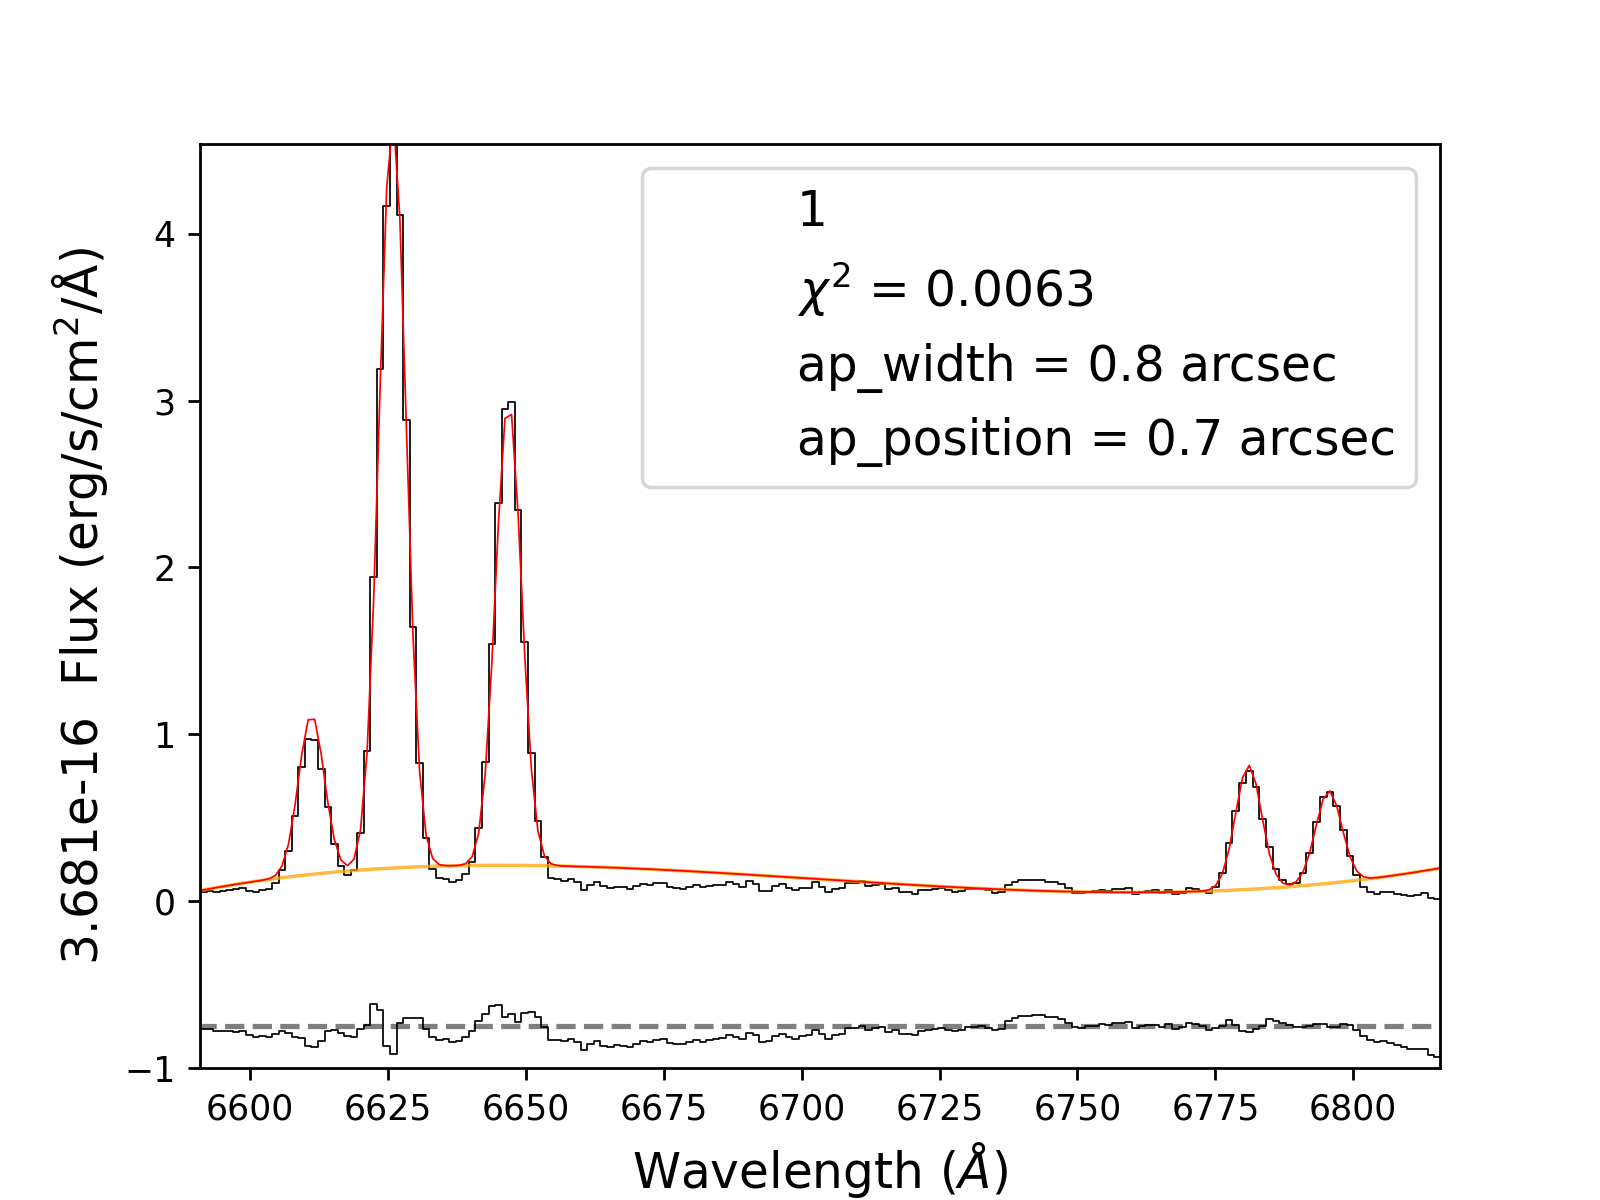 1
χ² = 0.0063
ap_width = 0.8 arcsec
ap_position = 0.7 arcsec
3.681e-16 Flux (erg/s/cm²/Å)
4
3
2
1
0
−1
6600 6625 6650 6675 6700 6725 6750 6775 6800
Wavelength (Å)